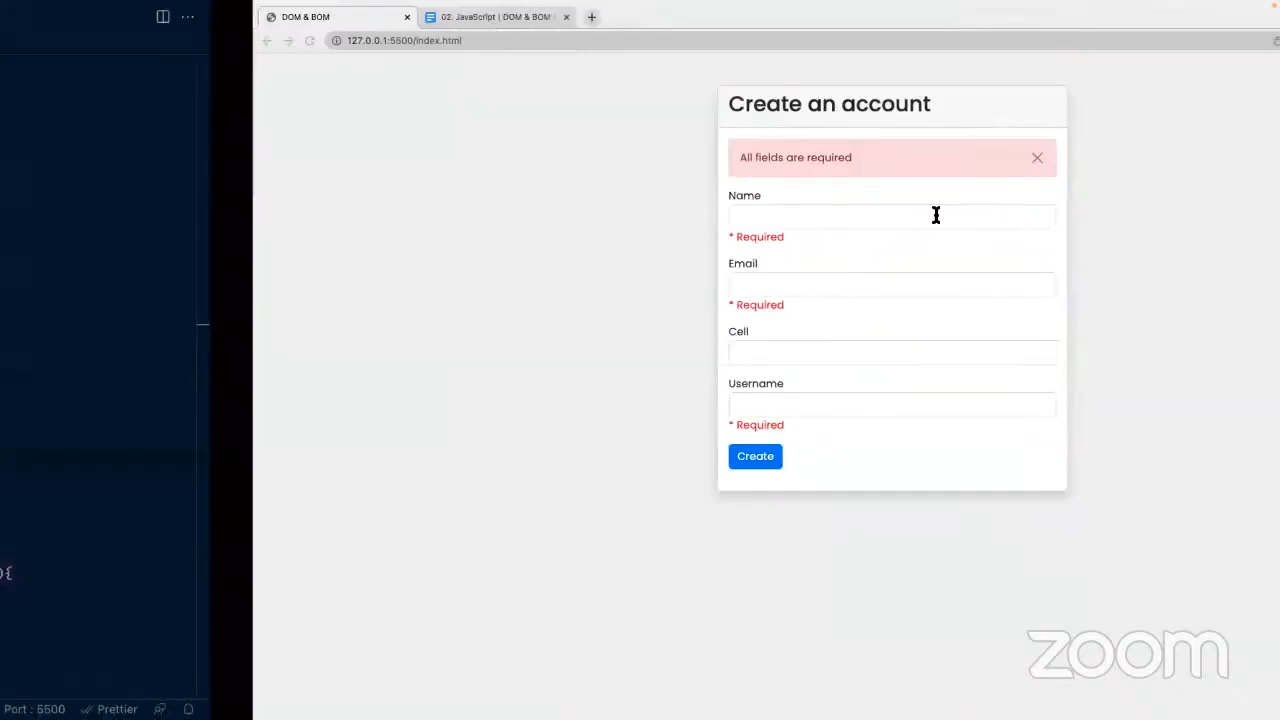 DOM & BOM
02. JavaScript | DOM & BOM
127.0.0.1:5500/index.html
Create an account
All fields are required
Name
* Required
Email
* Required
Cell
Username
* Required
Create
){
Port : 5500 Prettier
zoom